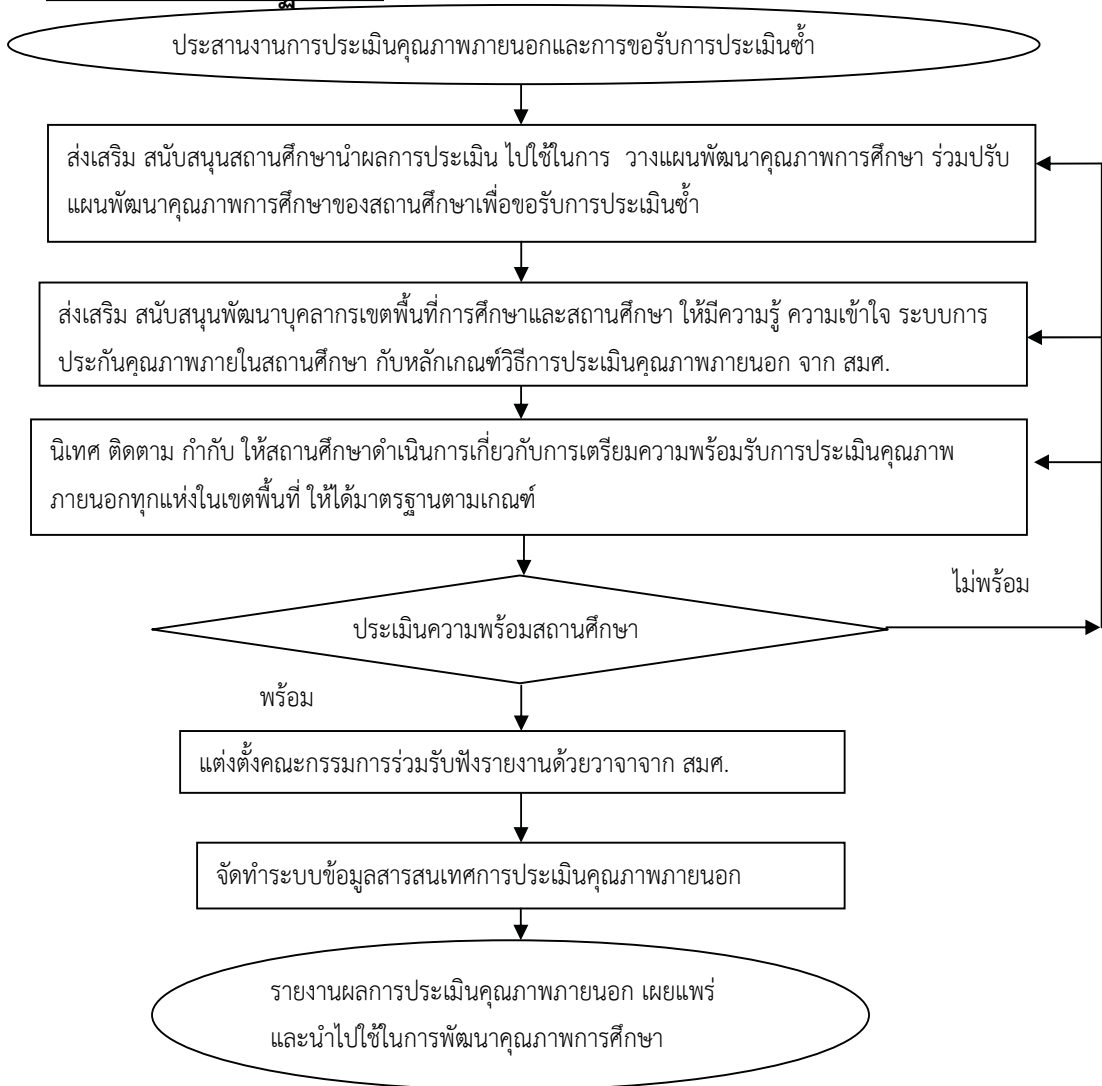 ประสานงานการประเมินคุณภาพภายนอกและการขอรับการประเมินซ้ำ
ส่งเสริม สนับสนุนสถานศึกษานำผลการประเมิน ไปใช้ในการ วางแผนพัฒนาคุณภาพการศึกษา ร่วมปรับ
แผนพัฒนาคุณภาพการศึกษาของสถานศึกษาเพื่อขอรับการประเมินซ้ำ
ส่งเสริม สนับสนุนพัฒนาบุคลากรเขตพื้นที่การศึกษาและสถานศึกษา ให้มีความรู้ ความเข้าใจ ระบบการ
ประกันคุณภาพภายในสถานศึกษา กับหลักเกณฑ์วิธีการประเมินคุณภาพภายนอก จาก สมศ.
นิเทศ ติดตาม กำกับ ให้สถานศึกษาดำเนินการเกี่ยวกับการเตรียมความพร้อมรับการประเมินคุณภาพ
ภายนอกทุกแห่งในเขตพื้นที่ ให้ได้มาตรฐานตามเกณฑ์
ไม่พร้อม
ประเมินความพร้อมสถานศึกษา
พร้อม
แต่งตั้งคณะกรรมการร่วมรับฟังรายงานด้วยวาจาจาก สมศ.
จัดทำระบบข้อมูลสารสนเทศการประเมินคุณภาพภายนอก
รายงานผลการประเมินคุณภาพภายนอก เผยแพร่
และนำไปใช้ในการพัฒนาคุณภาพการศึกษา